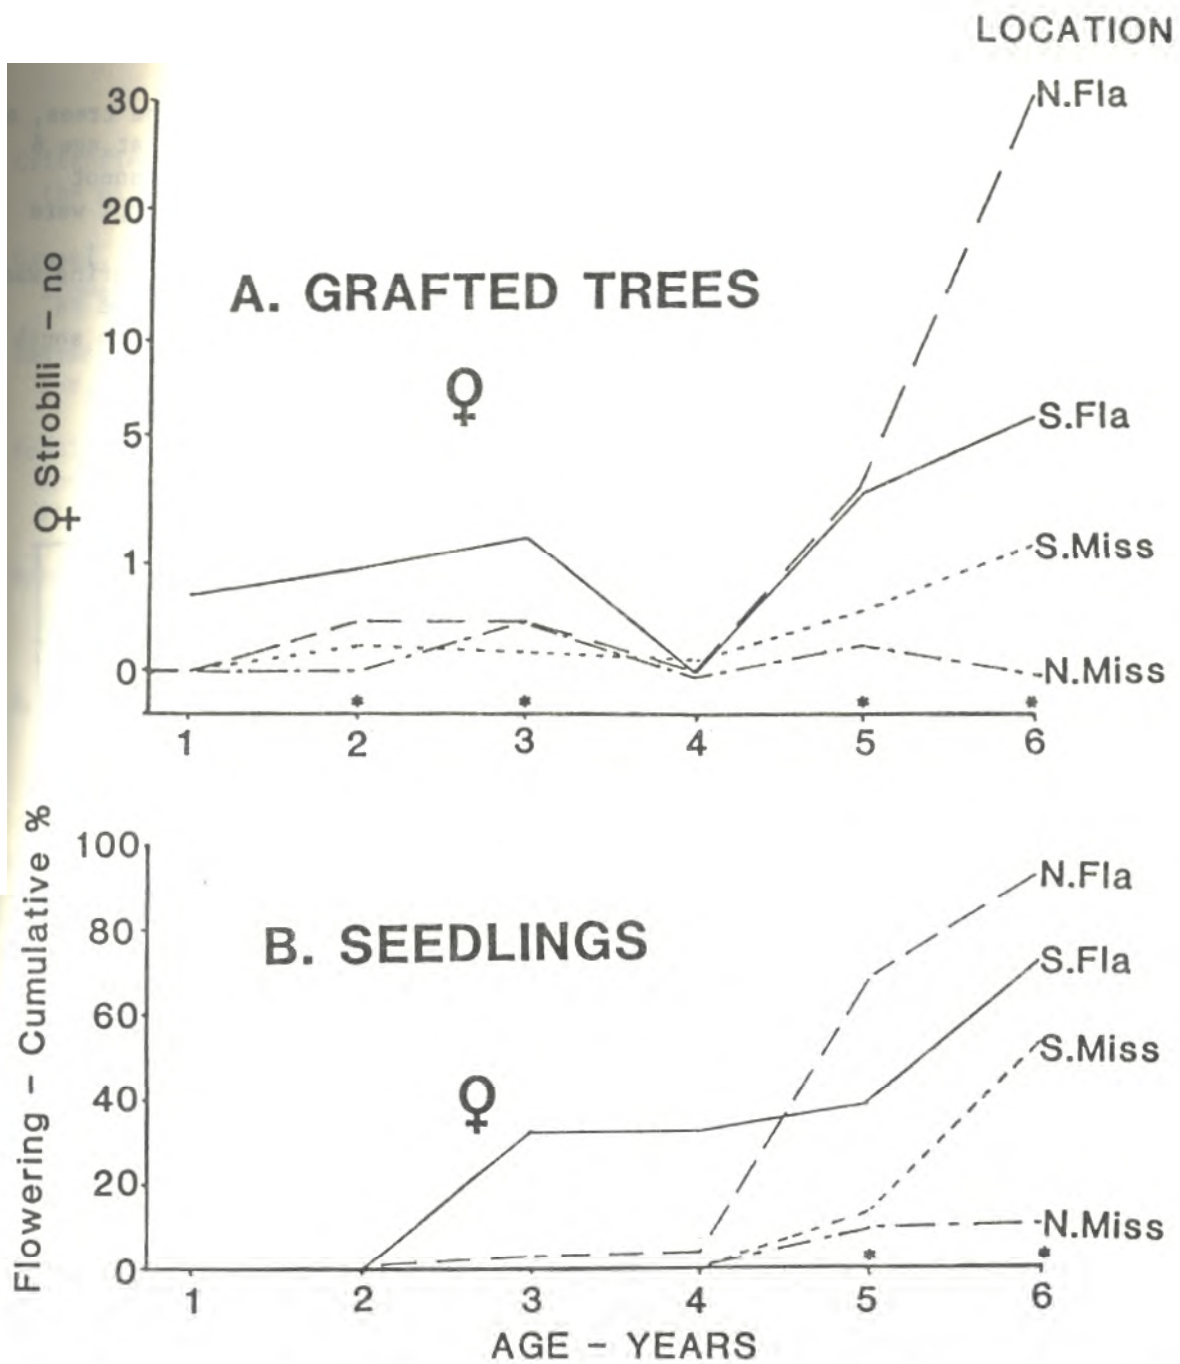 LOCATION
30
20
10
5
1
0
♀ Strobili - no
A. GRAFTED TREES
♀
N.Fla
S.Fla
S.Miss
N.Miss
* * * *
1 2 3 4 5 6
100
80
60
40
20
0
Flowering - Cumulative %
B. SEEDLINGS
♀
N.Fla
S.Fla
S.Miss
N.Miss
* *
1 2 3 4 5 6
AGE - YEARS